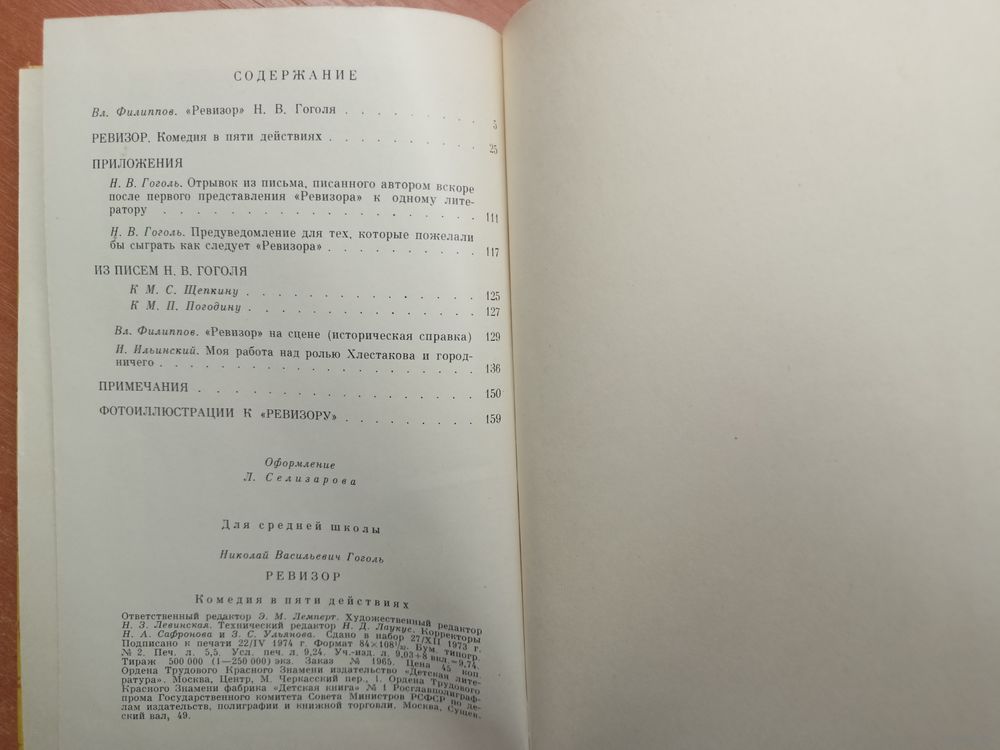 СОДЕРЖАНИЕ
Вл. Филиппов. «Ревизор» Н. В. Гоголя . . . . . . . . 5
РЕВИЗОР. Комедия в пяти действиях . . . . . . . . . 25
ПРИЛОЖЕНИЯ
Н. В. Гоголь. Отрывок из письма, писанного автором вскоре
после первого представления «Ревизора» к одному лите-
ратору . . . . . . . . . . . . . . . . . . . 111
Н. В. Гоголь. Предуведомление для тех, которые пожелали
бы сыграть как следует «Ревизора» . . . . . . . . . . 117
ИЗ ПИСЕМ Н. В. ГОГОЛЯ
К М. С. Щепкину . . . . . . . . . . . . . . 125
К М. П. Погодину . . . . . . . . . . . . . . 127
Вл. Филиппов. «Ревизор» на сцене (историческая справка) 129
И. Ильинский. Моя работа над ролью Хлестакова и город-
ничего . . . . . . . . . . . . . . . . . . . 136
ПРИМЕЧАНИЯ . . . . . . . . . . . . . . . . . 150
ФОТОИЛЛЮСТРАЦИИ К «РЕВИЗОРУ» . . . . . . . . 159
Оформление
Л. Селизарова
Для средней школы
Николай Васильевич Гоголь
РЕВИЗОР
Комедия в пяти действиях
Ответственный редактор Э. М. Лемперт. Художественный редактор
Н. З. Левинская. Технический редактор Н. Д. Лаукус. Корректоры
Н. А. Сафронова и З. С. Ульянова. Сдано в набор 27/XII 1973 г.
Подписано к печати 22/IV 1974 г. Формат 84×108¹/₃₂. Бум. типогр.
№ 2. Печ. л. 5,5. Усл. печ. л. 9,24. Уч.-изд. л. 9,03+8 вкл.=9,74.
Тираж 500 000 (1—250 000) экз. Заказ № 1965. Цена 45 коп.
Ордена Трудового Красного Знамени издательство «Детская лите-
ратура». Москва, Центр, М. Черкасский пер., 1. Ордена Трудового
Красного Знамени фабрика «Детская книга» № 1 Росглавполиграф-
прома Государственного комитета Совета Министров РСФСР по де-
лам издательств, полиграфии и книжной торговли. Москва, Сущев-
ский вал, 49.